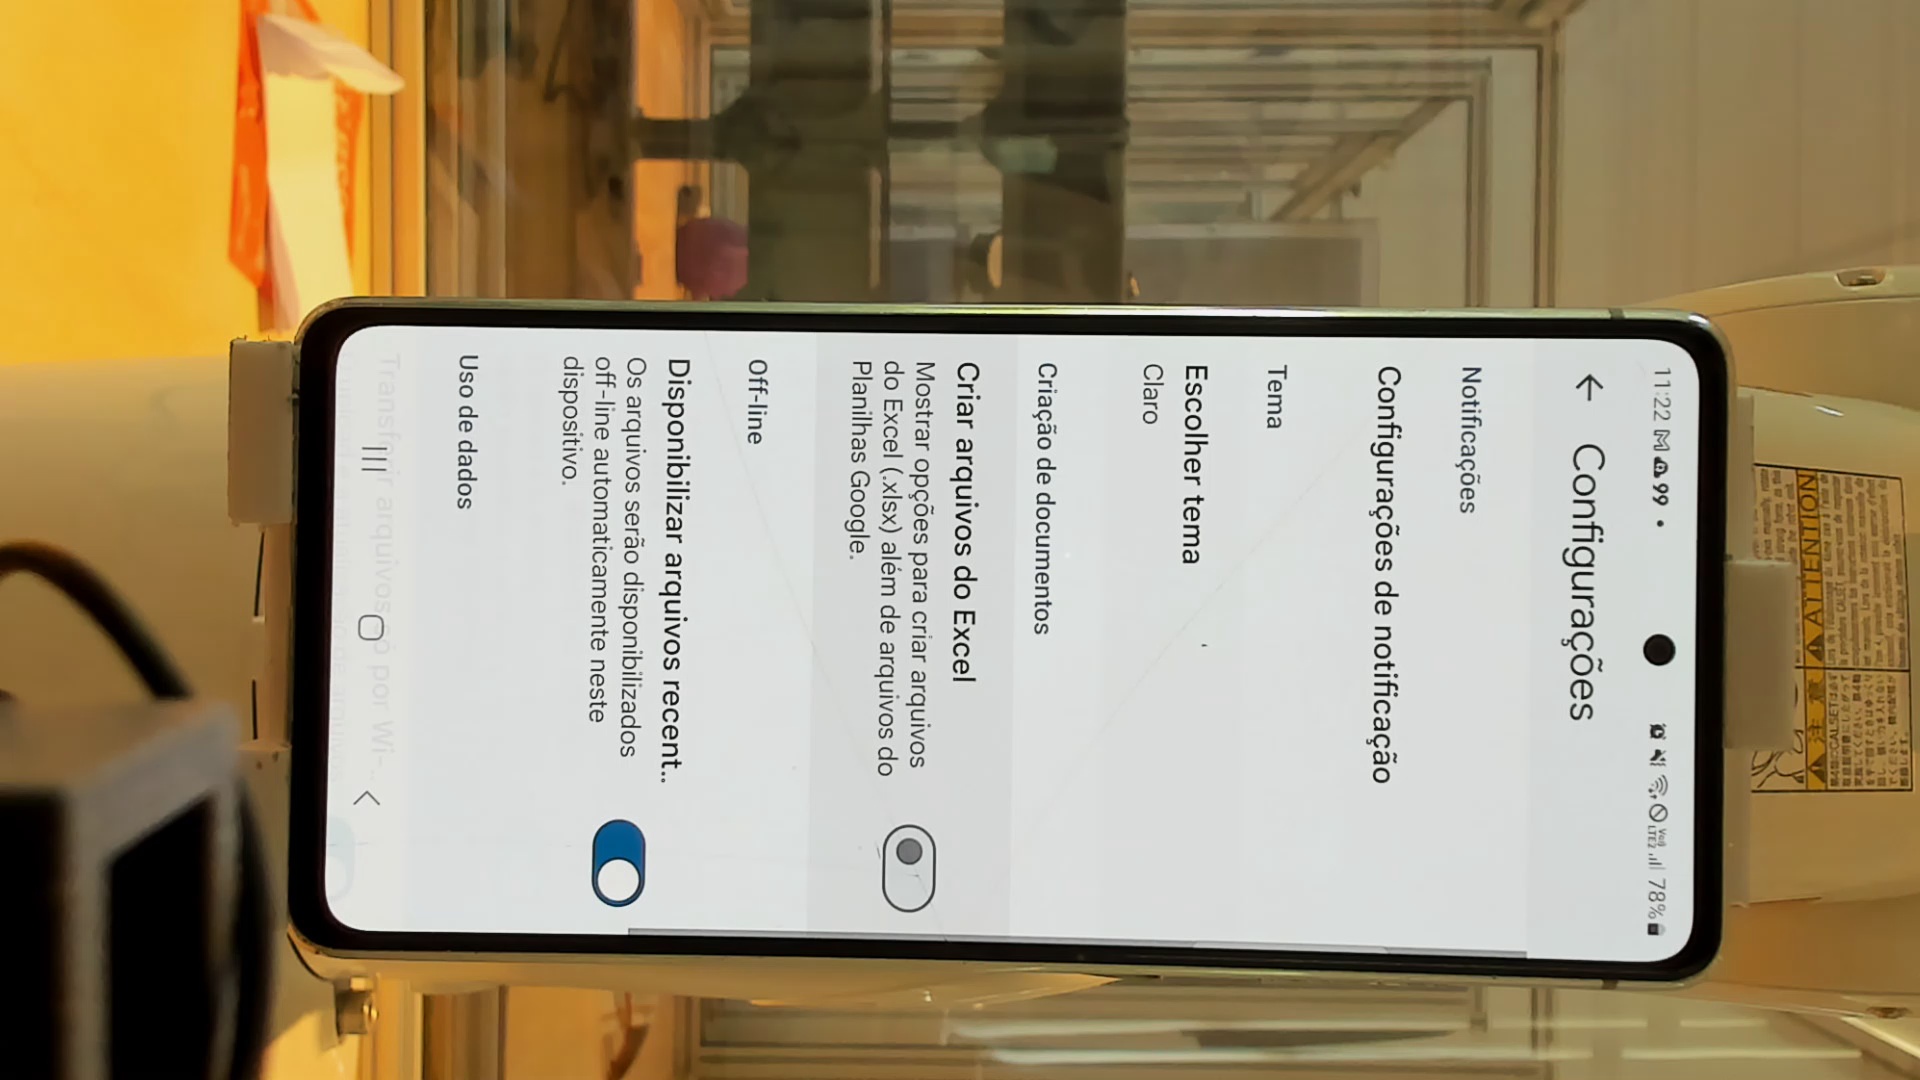 11:22 99 • VoB LTE2 78%
Configurações
Notificações
Configurações de notificação
Tema
Escolher tema
Claro
Criação de documentos
Criar arquivos do Excel
Mostrar opções para criar arquivos
do Excel (.xlsx) além de arquivos do
Planilhas Google.
Off-line
Disponibilizar arquivos recent..
Os arquivos serão disponibilizados
off-line automaticamente neste
dispositivo.
Uso de dados
Transferir arquivos só por Wi-..
ATTENTION